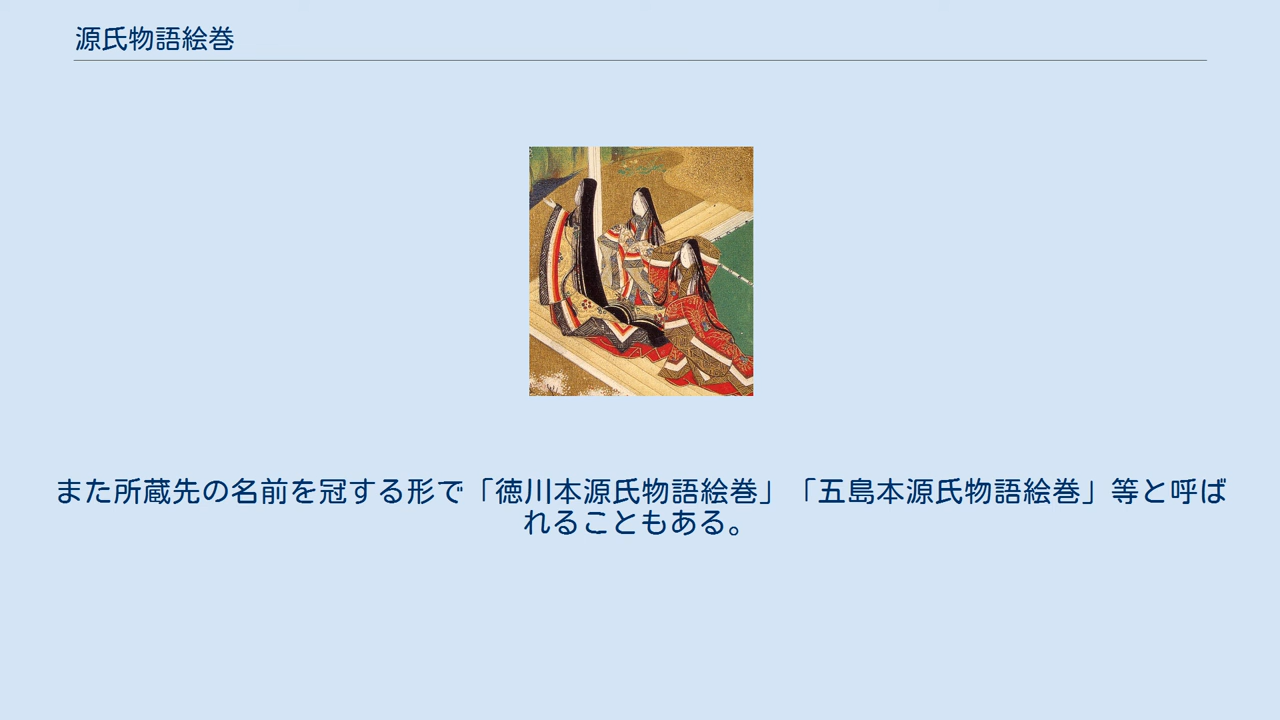 源氏物語絵巻
また所蔵先の名前を冠する形で「徳川本源氏物語絵巻」「五島本源氏物語絵巻」等と呼ば
れることもある。